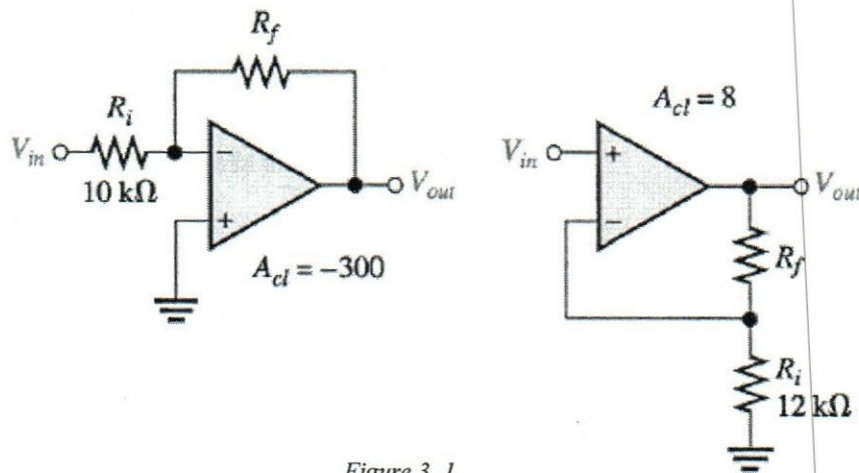 R_f
R_i
V_in
10 kΩ
−
+
V_out
A_cl = −300
A_cl = 8
V_in
+
−
V_out
R_f
R_i
12 kΩ
Figure 3.1